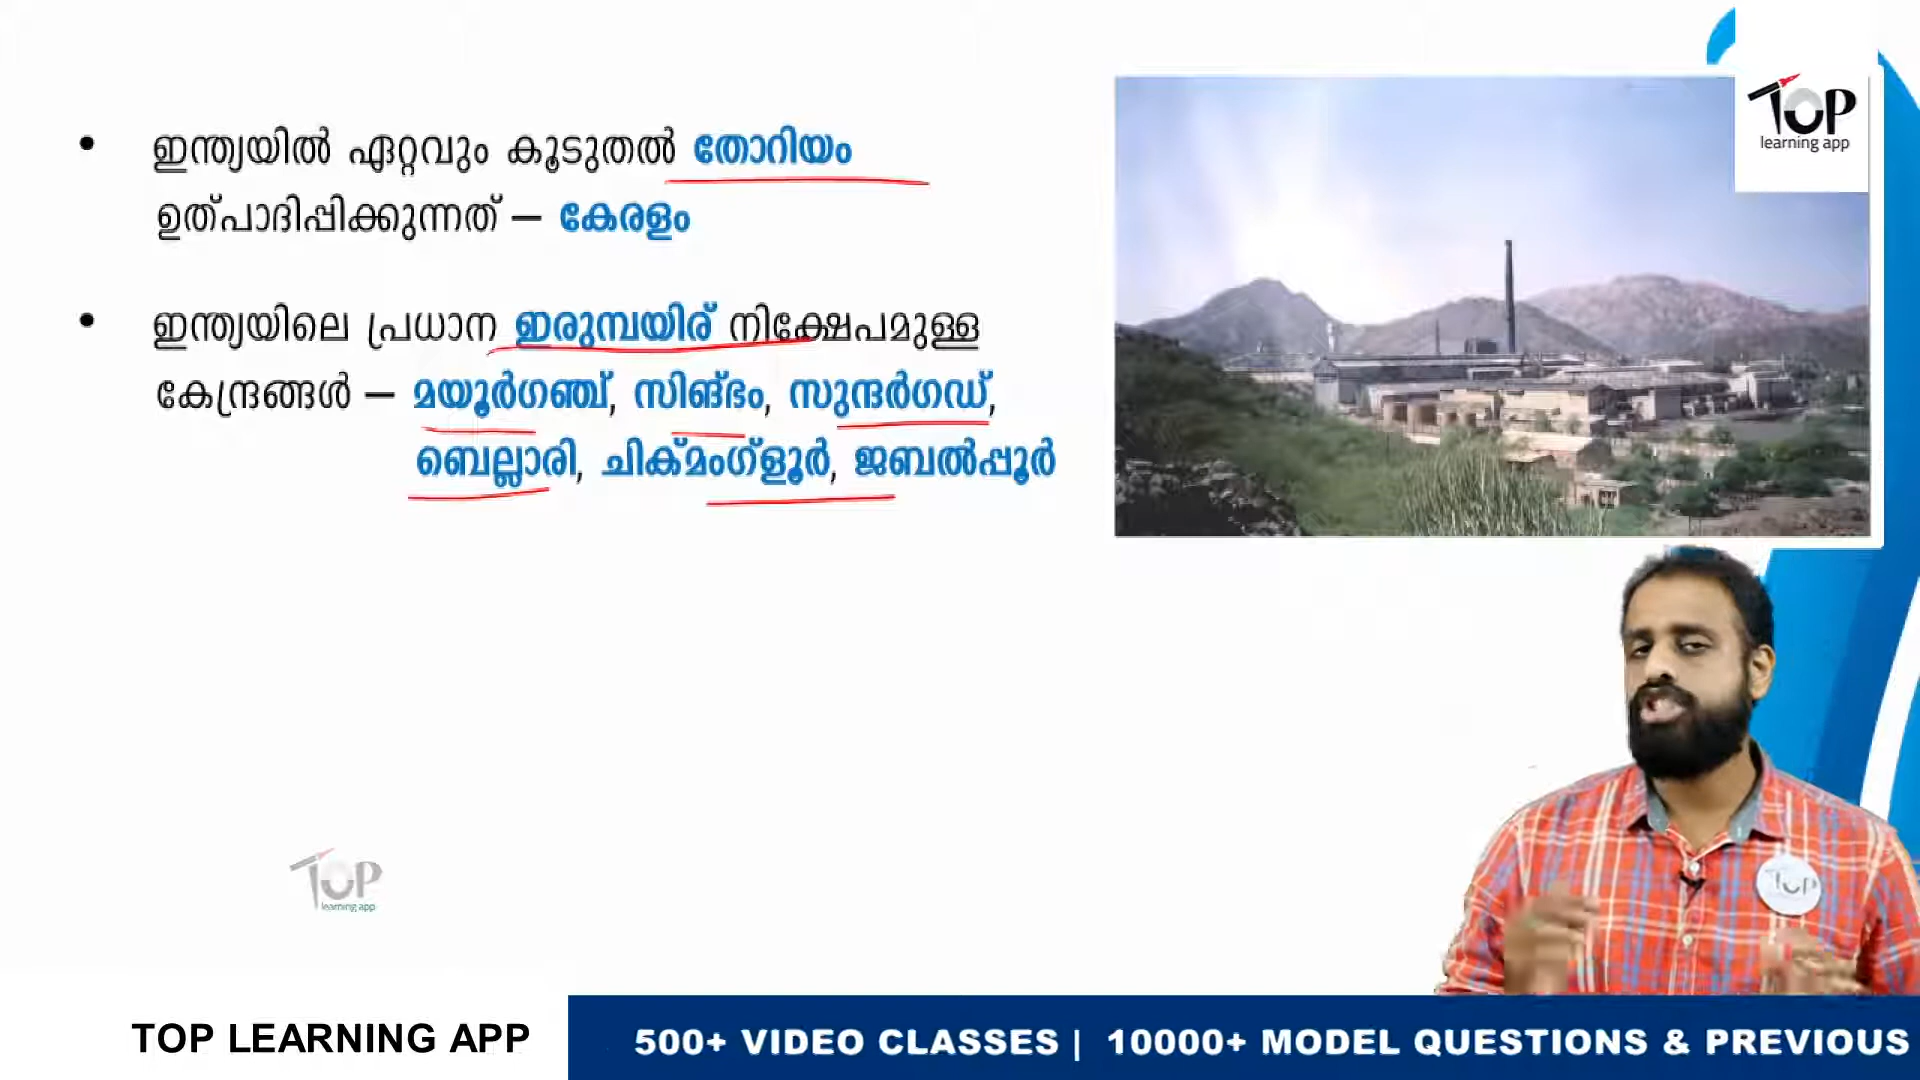 • ഇന്ത്യയിൽ ഏറ്റവും കൂടുതൽ തോറിയം
ഉത്പാദിപ്പിക്കുന്നത് – കേരളം
• ഇന്ത്യയിലെ പ്രധാന ഇരുമ്പയിര് നിക്ഷേപമുള്ള
കേന്ദ്രങ്ങൾ – മയൂർഗഞ്ച്, സിങ്ഭം, സുന്ദർഗഡ്,
ബെല്ലാരി, ചിക്മംഗ്ളൂർ, ജബൽപ്പൂർ
TOP
learning app
TOP
learning app
TOP
TOP LEARNING APP
500+ VIDEO CLASSES | 10000+ MODEL QUESTIONS & PREVIOUS